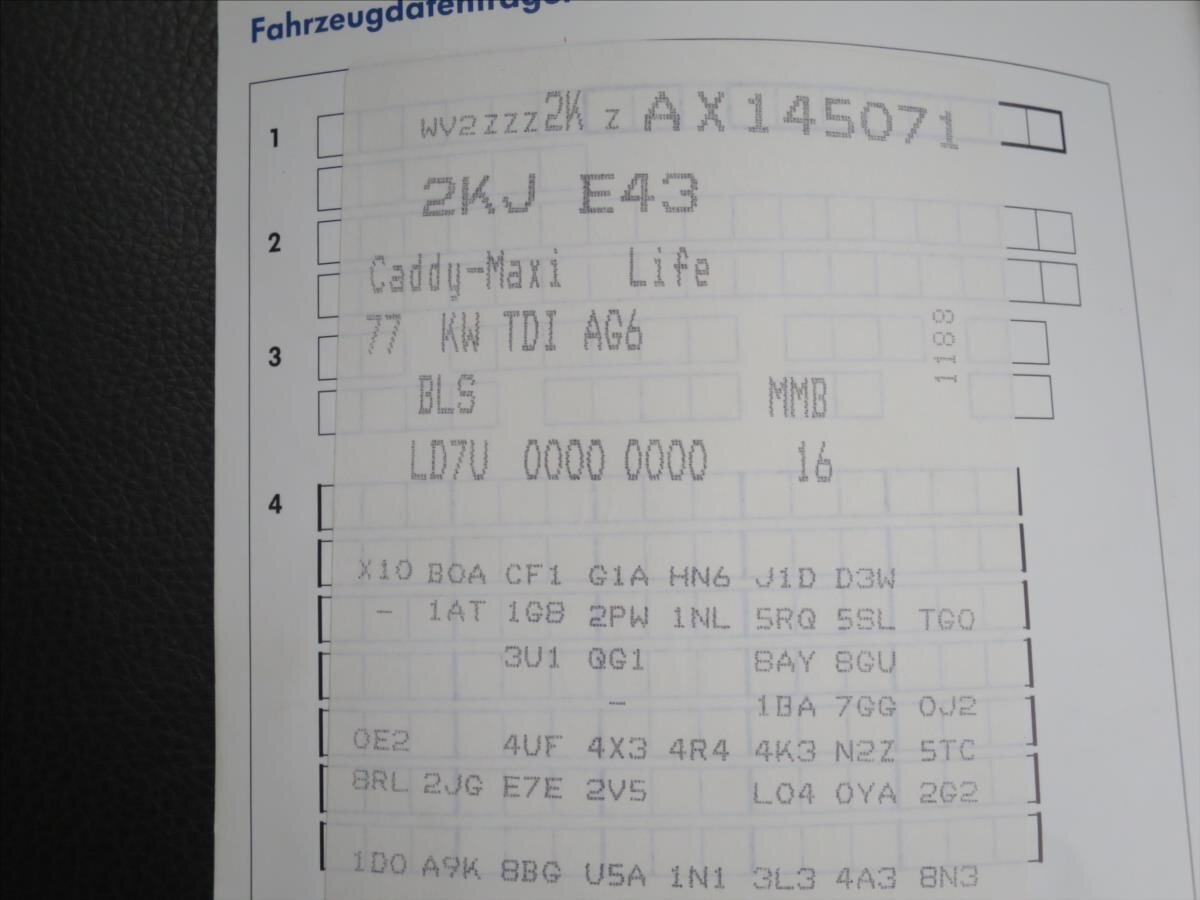 Fahrzeugdatenträger
1 WV2ZZZ2K z AX145071
2KJ E43
2
Caddy-Maxi Life
3 77 KW TDI AG6 1188
BLS MMB
LD7U 0000 0000 16
4
X10 B0A CF1 G1A HN6 J1D D3W
- 1AT 1G8 2PW 1NL 5RQ 5SL TG0
3U1 QG1 8AY 8GU
- 1BA 7GG 0J2
0E2 4UF 4X3 4R4 4K3 N2Z 5TC
8RL 2JG E7E 2V5 L04 0YA 2G2
1D0 A9K 8BG U5A 1N1 3L3 4A3 8N3